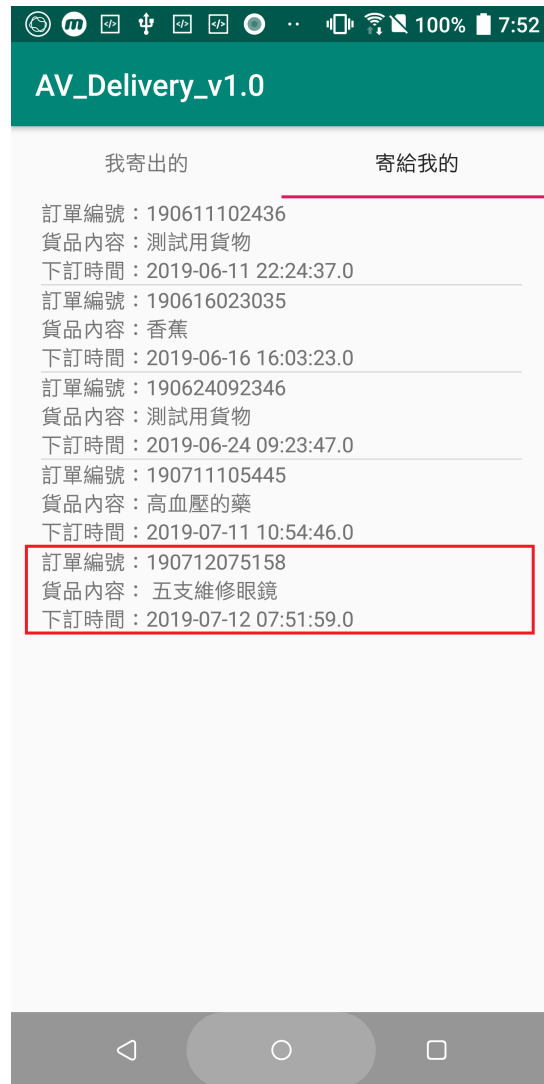 100% 7:52
AV_Delivery_v1.0
我寄出的 寄給我的
訂單編號：190611102436
貨品內容：測試用貨物
下訂時間：2019-06-11 22:24:37.0
訂單編號：190616023035
貨品內容：香蕉
下訂時間：2019-06-16 16:03:23.0
訂單編號：190624092346
貨品內容：測試用貨物
下訂時間：2019-06-24 09:23:47.0
訂單編號：190711105445
貨品內容：高血壓的藥
下訂時間：2019-07-11 10:54:46.0
訂單編號：190712075158
貨品內容： 五支維修眼鏡
下訂時間：2019-07-12 07:51:59.0